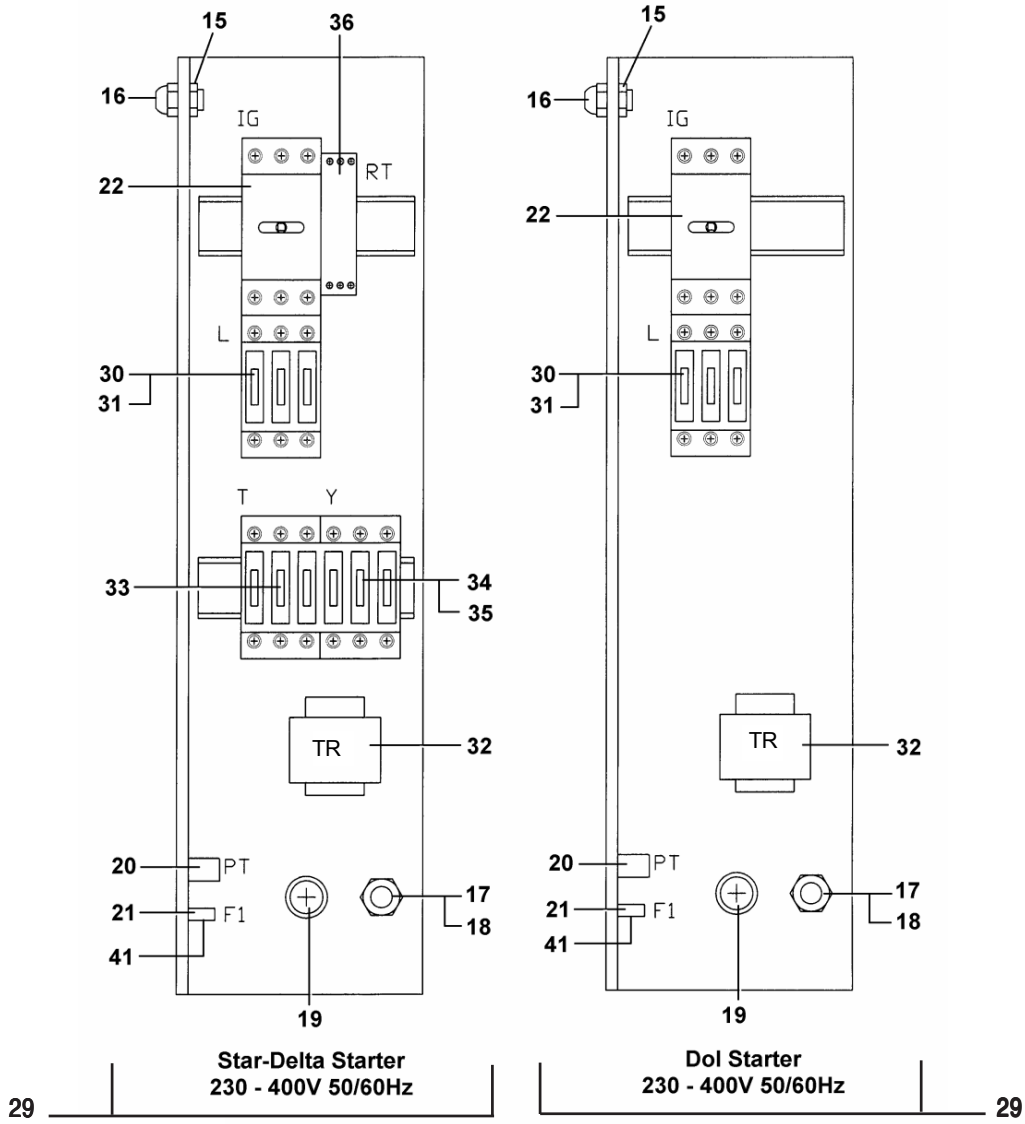 15
36
16
IG
22
RT
L
30
31
T
Y
33
34
35
TR
32
20
PT
21
F1
41
17
18
19
Star-Delta Starter
230 - 400V 50/60Hz
29
15
16
IG
22
L
30
31
TR
32
20
PT
21
F1
41
17
18
19
Dol Starter
230 - 400V 50/60Hz
29